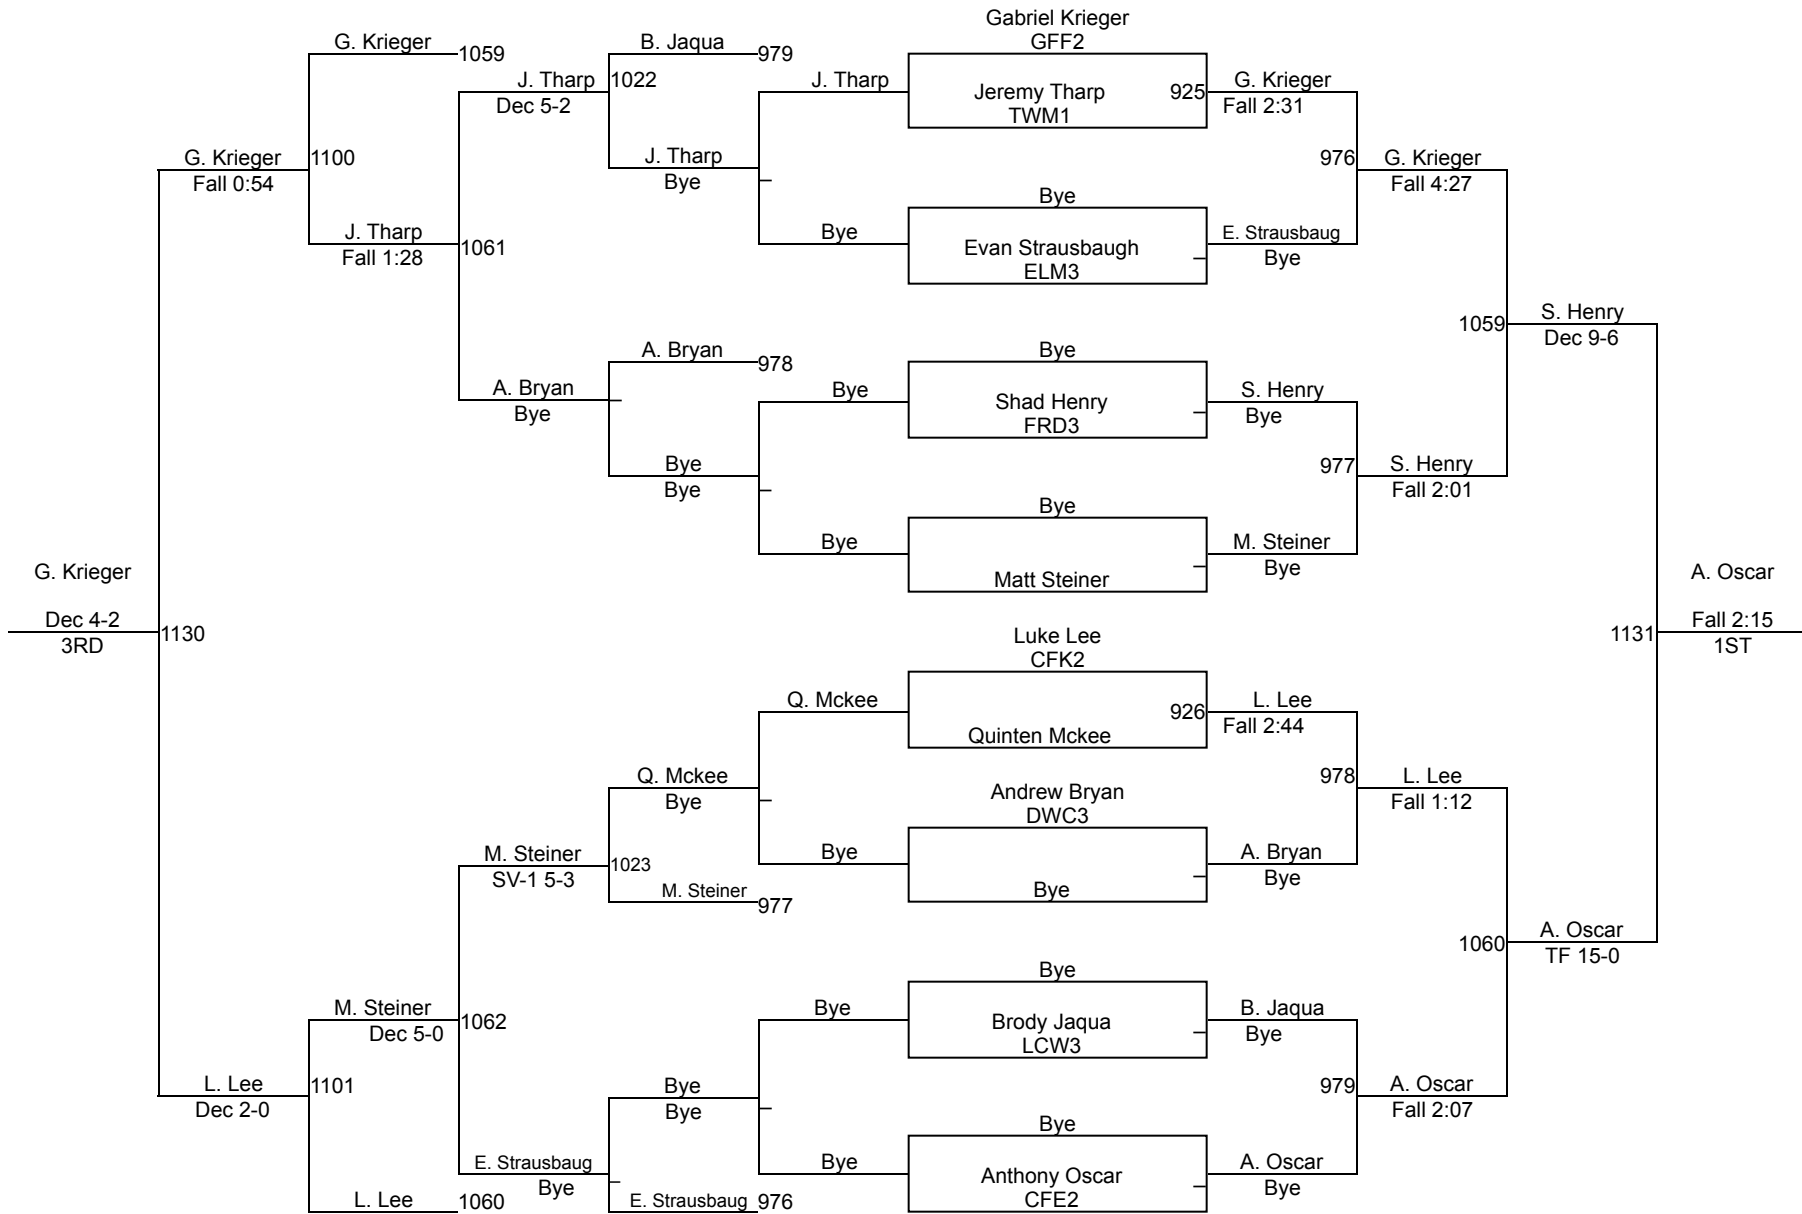 Gabriel Krieger
G. Krieger
1059
B. Jaqua
979
GFF2
J. Tharp
1022
J. Tharp
Jeremy Tharp
925
G. Krieger
Dec 5-2
TWM1
Fall 2:31
G. Krieger
1100
J. Tharp
976
G. Krieger
Fall 0:54
Bye
Fall 4:27
Bye
J. Tharp
1061
Bye
Evan Strausbaugh
E. Strausbaug
Fall 1:28
ELM3
Bye
1059
S. Henry
Dec 9-6
A. Bryan
978
Bye
A. Bryan
Bye
Shad Henry
S. Henry
Bye
FRD3
Bye
Bye
977
S. Henry
Bye
Fall 2:01
Bye
Bye
M. Steiner
Matt Steiner
Bye
G. Krieger
A. Oscar
Dec 4-2
1130
1131
Fall 2:15
3RD
1ST
Luke Lee
CFK2
Q. Mckee
926
L. Lee
Quinten Mckee
Fall 2:44
Q. Mckee
978
L. Lee
Bye
Andrew Bryan
Fall 1:12
DWC3
M. Steiner
1023
Bye
A. Bryan
SV-1 5-3
M. Steiner
977
Bye
Bye
1060
A. Oscar
TF 15-0
Bye
M. Steiner
1062
Bye
Brody Jaqua
B. Jaqua
Dec 5-0
LCW3
Bye
L. Lee
1101
Bye
979
A. Oscar
Dec 2-0
Bye
Fall 2:07
Bye
E. Strausbaug
Bye
Anthony Oscar
A. Oscar
Bye
CFE2
Bye
L. Lee
1060
E. Strausbaug
976